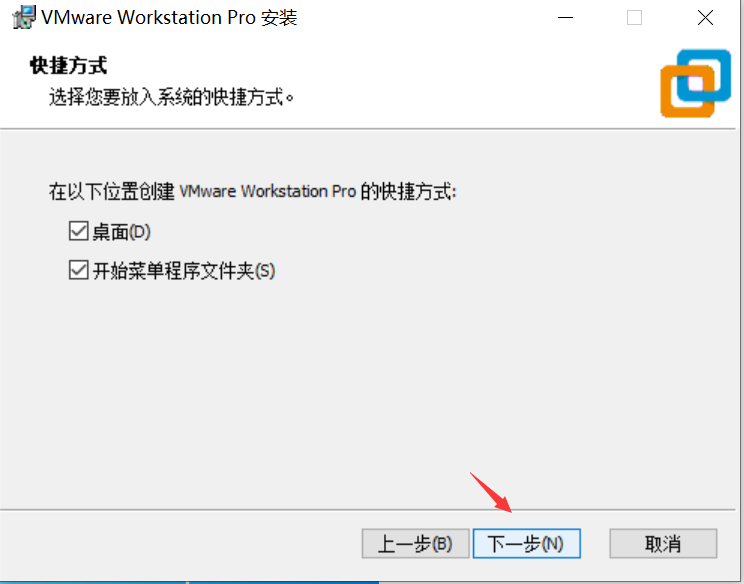 VMware Workstation Pro 安装
快捷方式
选择您要放入系统的快捷方式。
在以下位置创建 VMware Workstation Pro 的快捷方式:
桌面(D)
开始菜单程序文件夹(S)
上一步(B)
下一步(N)
取消